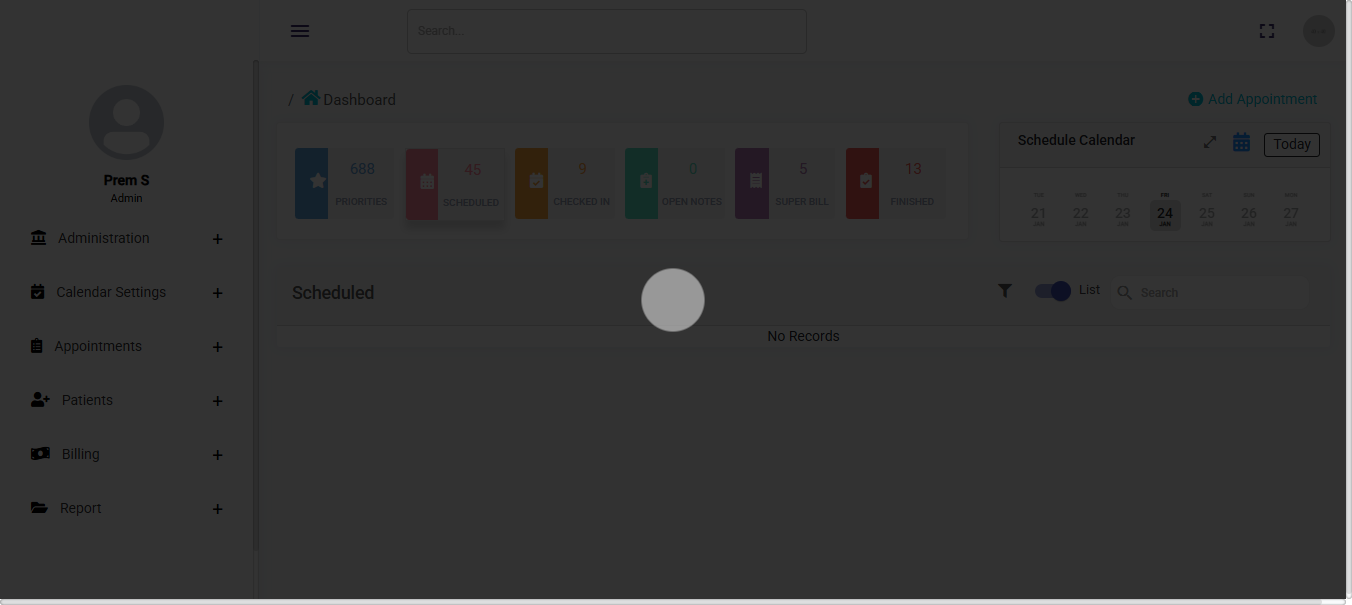 Search...
/ Dashboard
Add Appointment
Prem S
Admin
Administration +
Calendar Settings +
Appointments +
Patients +
Billing +
Report +
688
PRIORITIES
45
SCHEDULED
9
CHECKED IN
0
OPEN NOTES
5
SUPER BILL
13
FINISHED
Schedule Calendar
Today
TUE WED THU FRI SAT SUN MON
21 22 23 24 25 26 27
JAN JAN JAN JAN JAN JAN JAN
Scheduled
List
Search
No Records